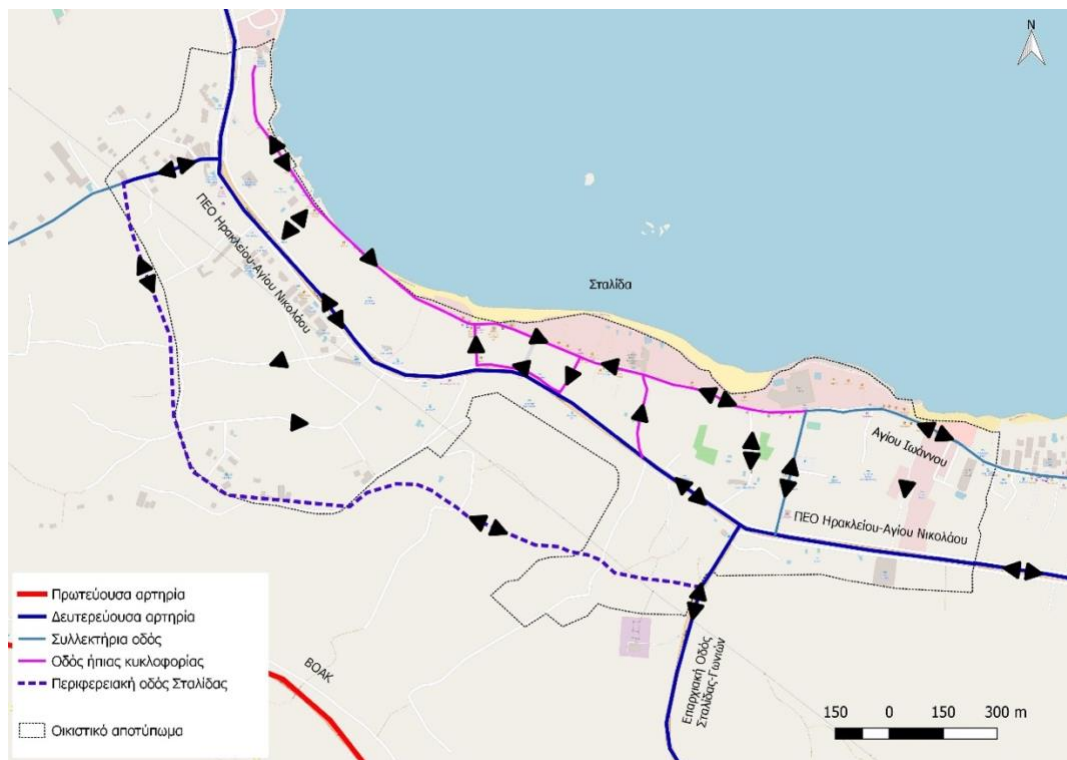 N
ΠΕΟ Ηρακλείου-Αγίου Νικολάου
Σταλίδα
Αγίου Ιωάννου
ΠΕΟ Ηρακλείου-Αγίου Νικολάου
Πρωτεύουσα αρτηρία
Δευτερεύουσα αρτηρία
Συλλεκτήρια οδός
Οδός ήπιας κυκλοφορίας
Περιφερειακή οδός Σταλίδας
Οικιστικό αποτύπωμα
ΒΟΑΚ
Επαρχιακή Οδός
Σταλίδας-Γωνιών
150 0 150 300 m